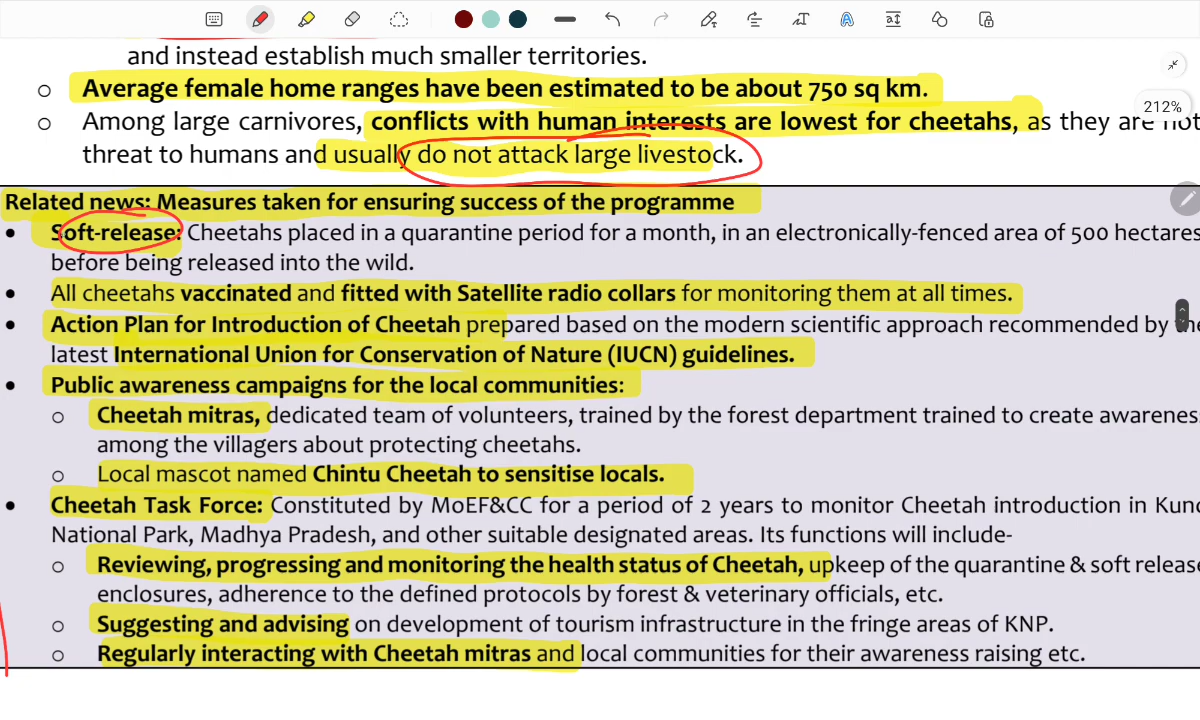 and instead establish much smaller territories.
o Average female home ranges have been estimated to be about 750 sq km.
212%
o Among large carnivores, conflicts with human interests are lowest for cheetahs, as they are not
threat to humans and usually do not attack large livestock.
Related news: Measures taken for ensuring success of the programme
• Soft-release: Cheetahs placed in a quarantine period for a month, in an electronically-fenced area of 500 hectares
before being released into the wild.
• All cheetahs vaccinated and fitted with Satellite radio collars for monitoring them at all times.
• Action Plan for Introduction of Cheetah prepared based on the modern scientific approach recommended by the
latest International Union for Conservation of Nature (IUCN) guidelines.
• Public awareness campaigns for the local communities:
o Cheetah mitras, dedicated team of volunteers, trained by the forest department trained to create awareness
among the villagers about protecting cheetahs.
o Local mascot named Chintu Cheetah to sensitise locals.
• Cheetah Task Force: Constituted by MoEF&CC for a period of 2 years to monitor Cheetah introduction in Kuno
National Park, Madhya Pradesh, and other suitable designated areas. Its functions will include-
o Reviewing, progressing and monitoring the health status of Cheetah, upkeep of the quarantine & soft release
enclosures, adherence to the defined protocols by forest & veterinary officials, etc.
o Suggesting and advising on development of tourism infrastructure in the fringe areas of KNP.
o Regularly interacting with Cheetah mitras and local communities for their awareness raising etc.